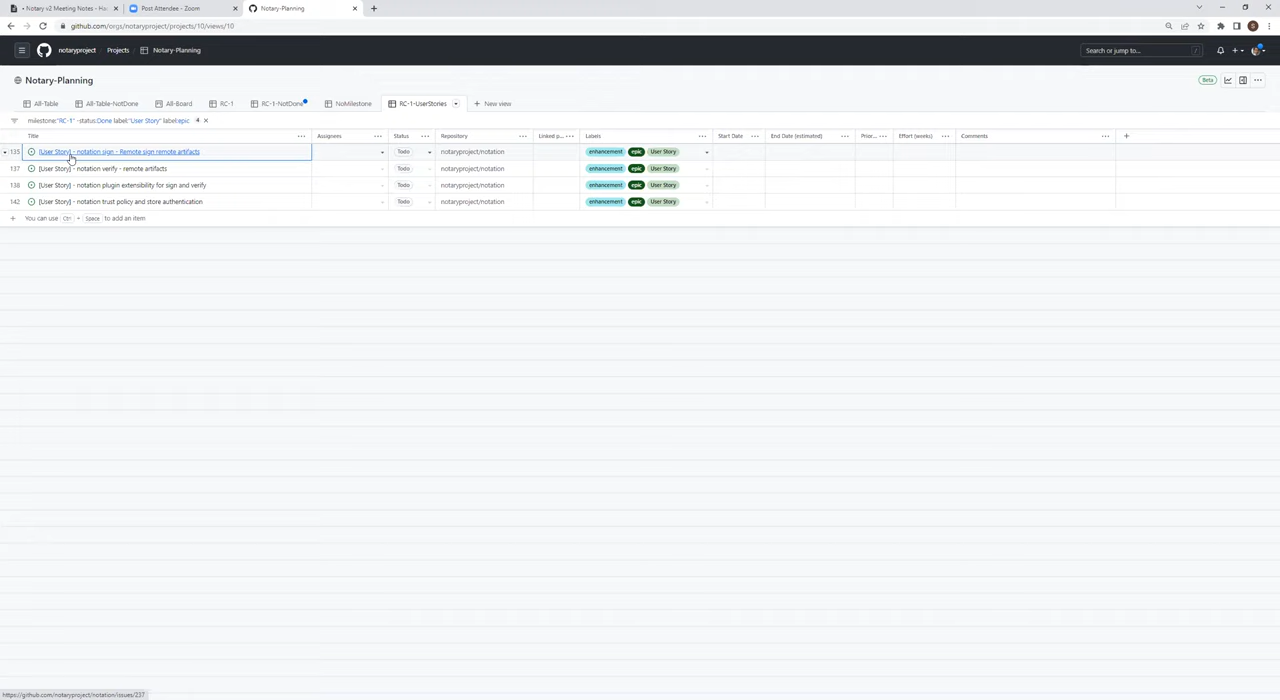 • Notary v2 Meeting Notes - Ha
Post Attendee - Zoom
Notary-Planning
github.com/orgs/notaryproject/projects/10/views/10
notaryproject / Projects / Notary-Planning
Search or jump to...
/
Notary-Planning
Beta
All-Table
All-Table-NotDone
All-Board
RC-1
RC-1-NotDone
NoMilestone
RC-1-UserStories
New view
milestone:"RC-1" -status:Done label:"User Story" label:epic
4
Title
Assignees
Status
Repository
Linked p...
Labels
Start Date
End Date (estimated)
Prior...
Effort (weeks)
Comments
135 [User Story] - notation sign - Remote sign remote artifacts Todo notaryproject/notation enhancement epic User Story
137 [User Story] - notation verify - remote artifacts Todo notaryproject/notation enhancement epic User Story
138 [User Story] - notation plugin extensibility for sign and verify Todo notaryproject/notation enhancement epic User Story
142 [User Story] - notation trust policy and store authentication Todo notaryproject/notation enhancement epic User Story
You can use Ctrl + Space to add an item
https://github.com/notaryproject/notation/issues/237